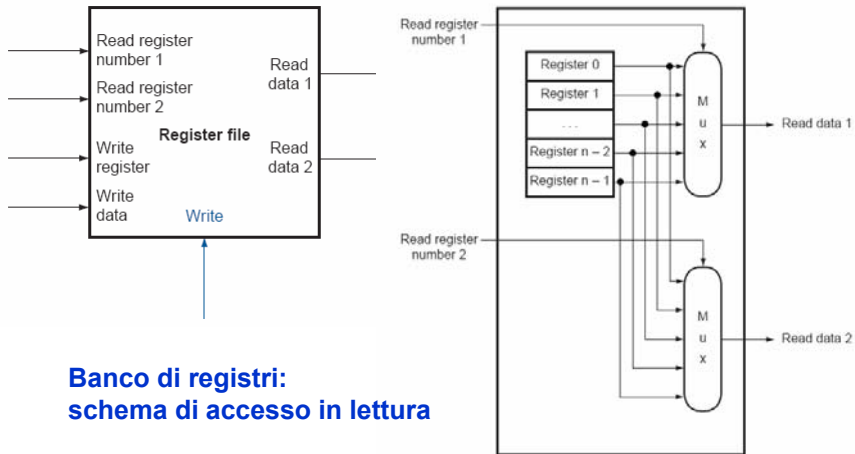 Read register
number 1
Read register
number 2
Write
register
Write
data
Register file
Write
Read
data 1
Read
data 2
Banco di registri:
schema di accesso in lettura
Read register
number 1
Register 0
Register 1
. . .
Register n – 2
Register n – 1
M
u
x
Read data 1
Read register
number 2
M
u
x
Read data 2